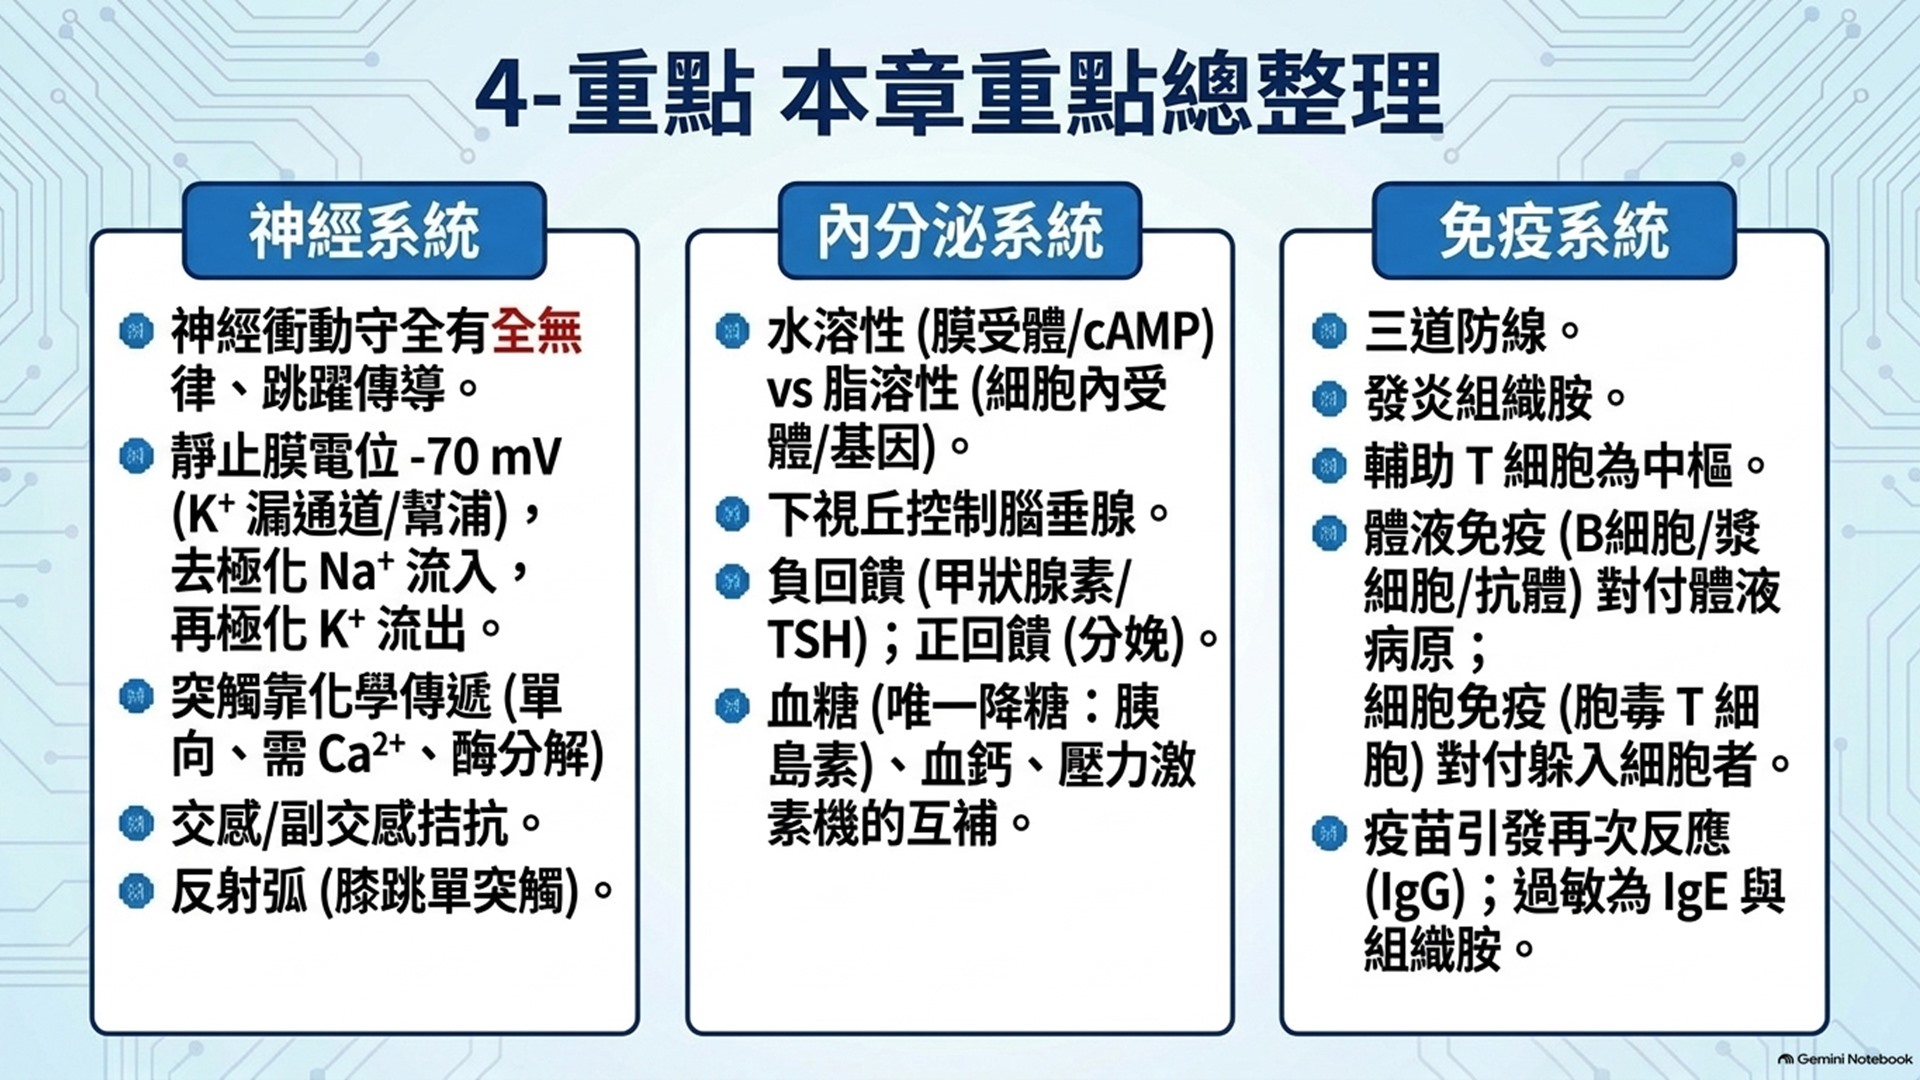 4-重點 本章重點總整理
神經系統
神經衝動守全有全無
律、跳躍傳導。
靜止膜電位 -70 mV
(K⁺ 漏通道/幫浦)，
去極化 Na⁺ 流入，
再極化 K⁺ 流出。
突觸靠化學傳遞 (單
向、需 Ca²⁺、酶分解)
交感/副交感拮抗。
反射弧 (膝跳單突觸)。
內分泌系統
水溶性 (膜受體/cAMP)
vs 脂溶性 (細胞內受
體/基因)。
下視丘控制腦垂腺。
負回饋 (甲狀腺素/
TSH)；正回饋 (分娩)。
血糖 (唯一降糖：胰
島素)、血鈣、壓力激
素機的互補。
免疫系統
三道防線。
發炎組織胺。
輔助 T 細胞為中樞。
體液免疫 (B細胞/漿
細胞/抗體) 對付體液
病原；
細胞免疫 (胞毒 T 細
胞) 對付躲入細胞者。
疫苗引發再次反應
(IgG)；過敏為 IgE 與
組織胺。
Gemini Notebook